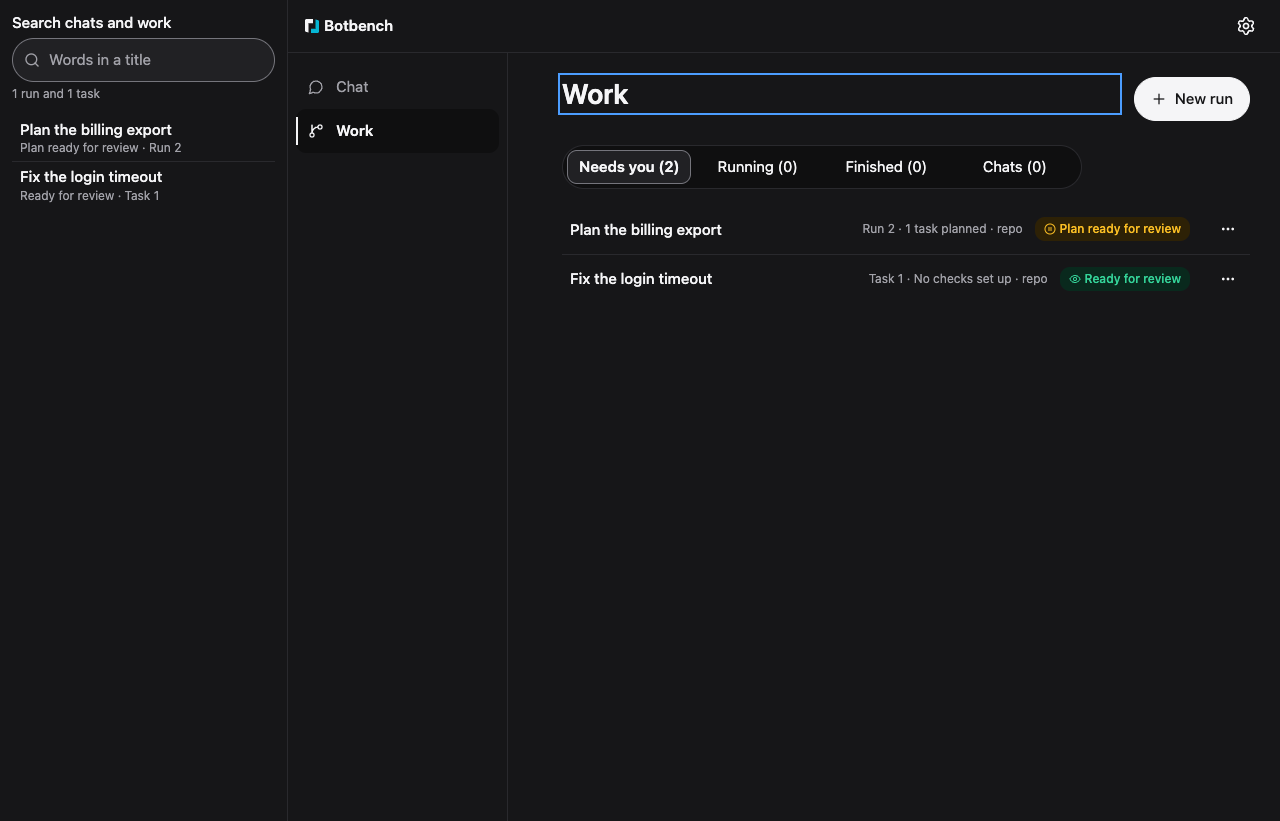 Search chats and work
Words in a title
1 run and 1 task
Plan the billing export
Plan ready for review · Run 2
Fix the login timeout
Ready for review · Task 1
Botbench
Chat
Work
Work
New run
Needs you (2)
Running (0)
Finished (0)
Chats (0)
Plan the billing export
Run 2 · 1 task planned · repo
Plan ready for review
Fix the login timeout
Task 1 · No checks set up · repo
Ready for review